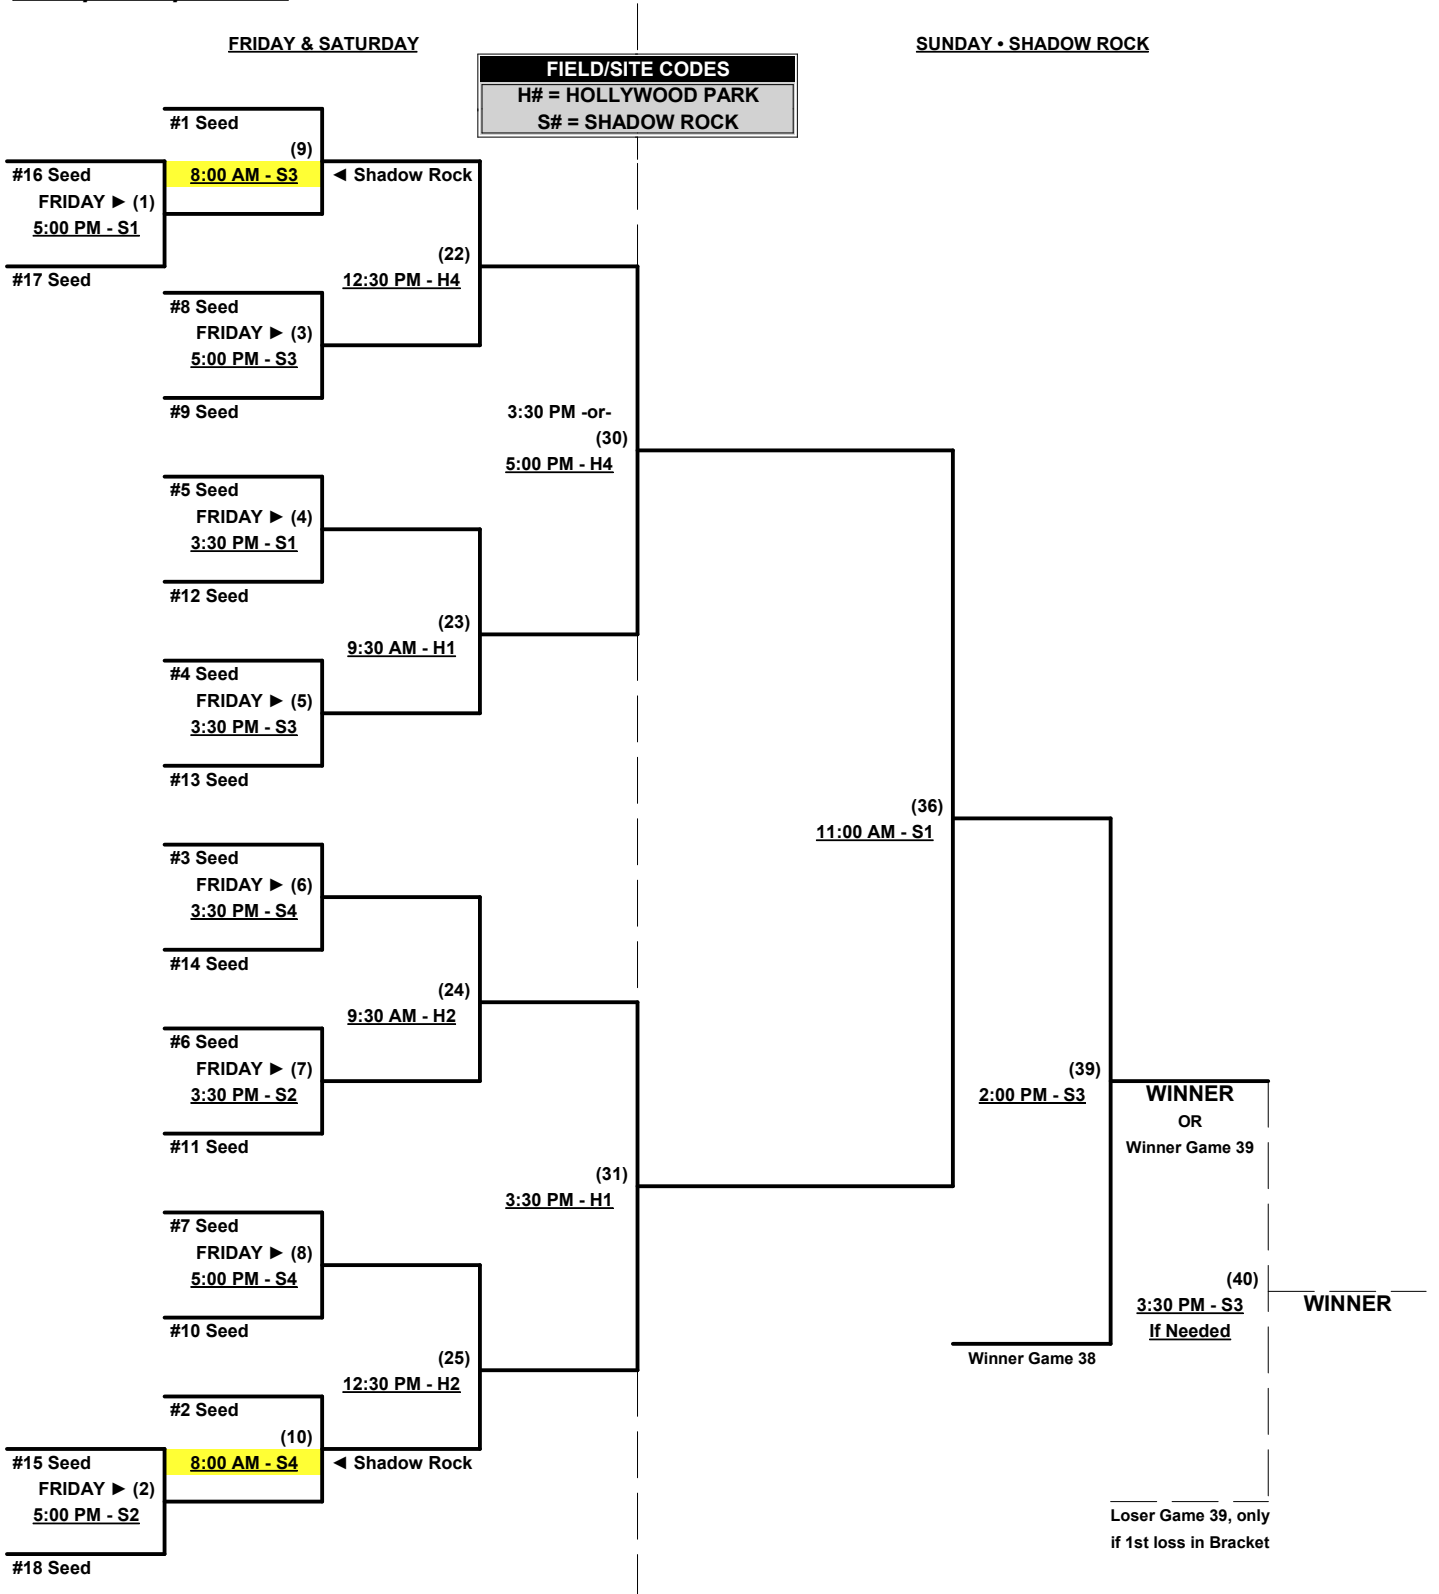 FRIDAY & SATURDAY
SUNDAY • SHADOW ROCK
FIELD/SITE CODES
H# = HOLLYWOOD PARK
S# = SHADOW ROCK
#1 Seed
(9)
8:00 AM - S3
◄ Shadow Rock
#16 Seed
FRIDAY ► (1)
5:00 PM - S1
#17 Seed
(22)
12:30 PM - H4
#8 Seed
FRIDAY ► (3)
5:00 PM - S3
#9 Seed
3:30 PM -or-
(30)
5:00 PM - H4
#5 Seed
FRIDAY ► (4)
3:30 PM - S1
#12 Seed
(23)
9:30 AM - H1
#4 Seed
FRIDAY ► (5)
3:30 PM - S3
#13 Seed
(36)
11:00 AM - S1
#3 Seed
FRIDAY ► (6)
3:30 PM - S4
#14 Seed
(24)
9:30 AM - H2
#6 Seed
FRIDAY ► (7)
3:30 PM - S2
#11 Seed
(39)
2:00 PM - S3
WINNER
OR
Winner Game 39
(31)
3:30 PM - H1
#7 Seed
FRIDAY ► (8)
5:00 PM - S4
#10 Seed
(40)
3:30 PM - S3
If Needed
WINNER
Winner Game 38
(25)
12:30 PM - H2
#2 Seed
(10)
8:00 AM - S4
◄ Shadow Rock
#15 Seed
FRIDAY ► (2)
5:00 PM - S2
#18 Seed
Loser Game 39, only
if 1st loss in Bracket